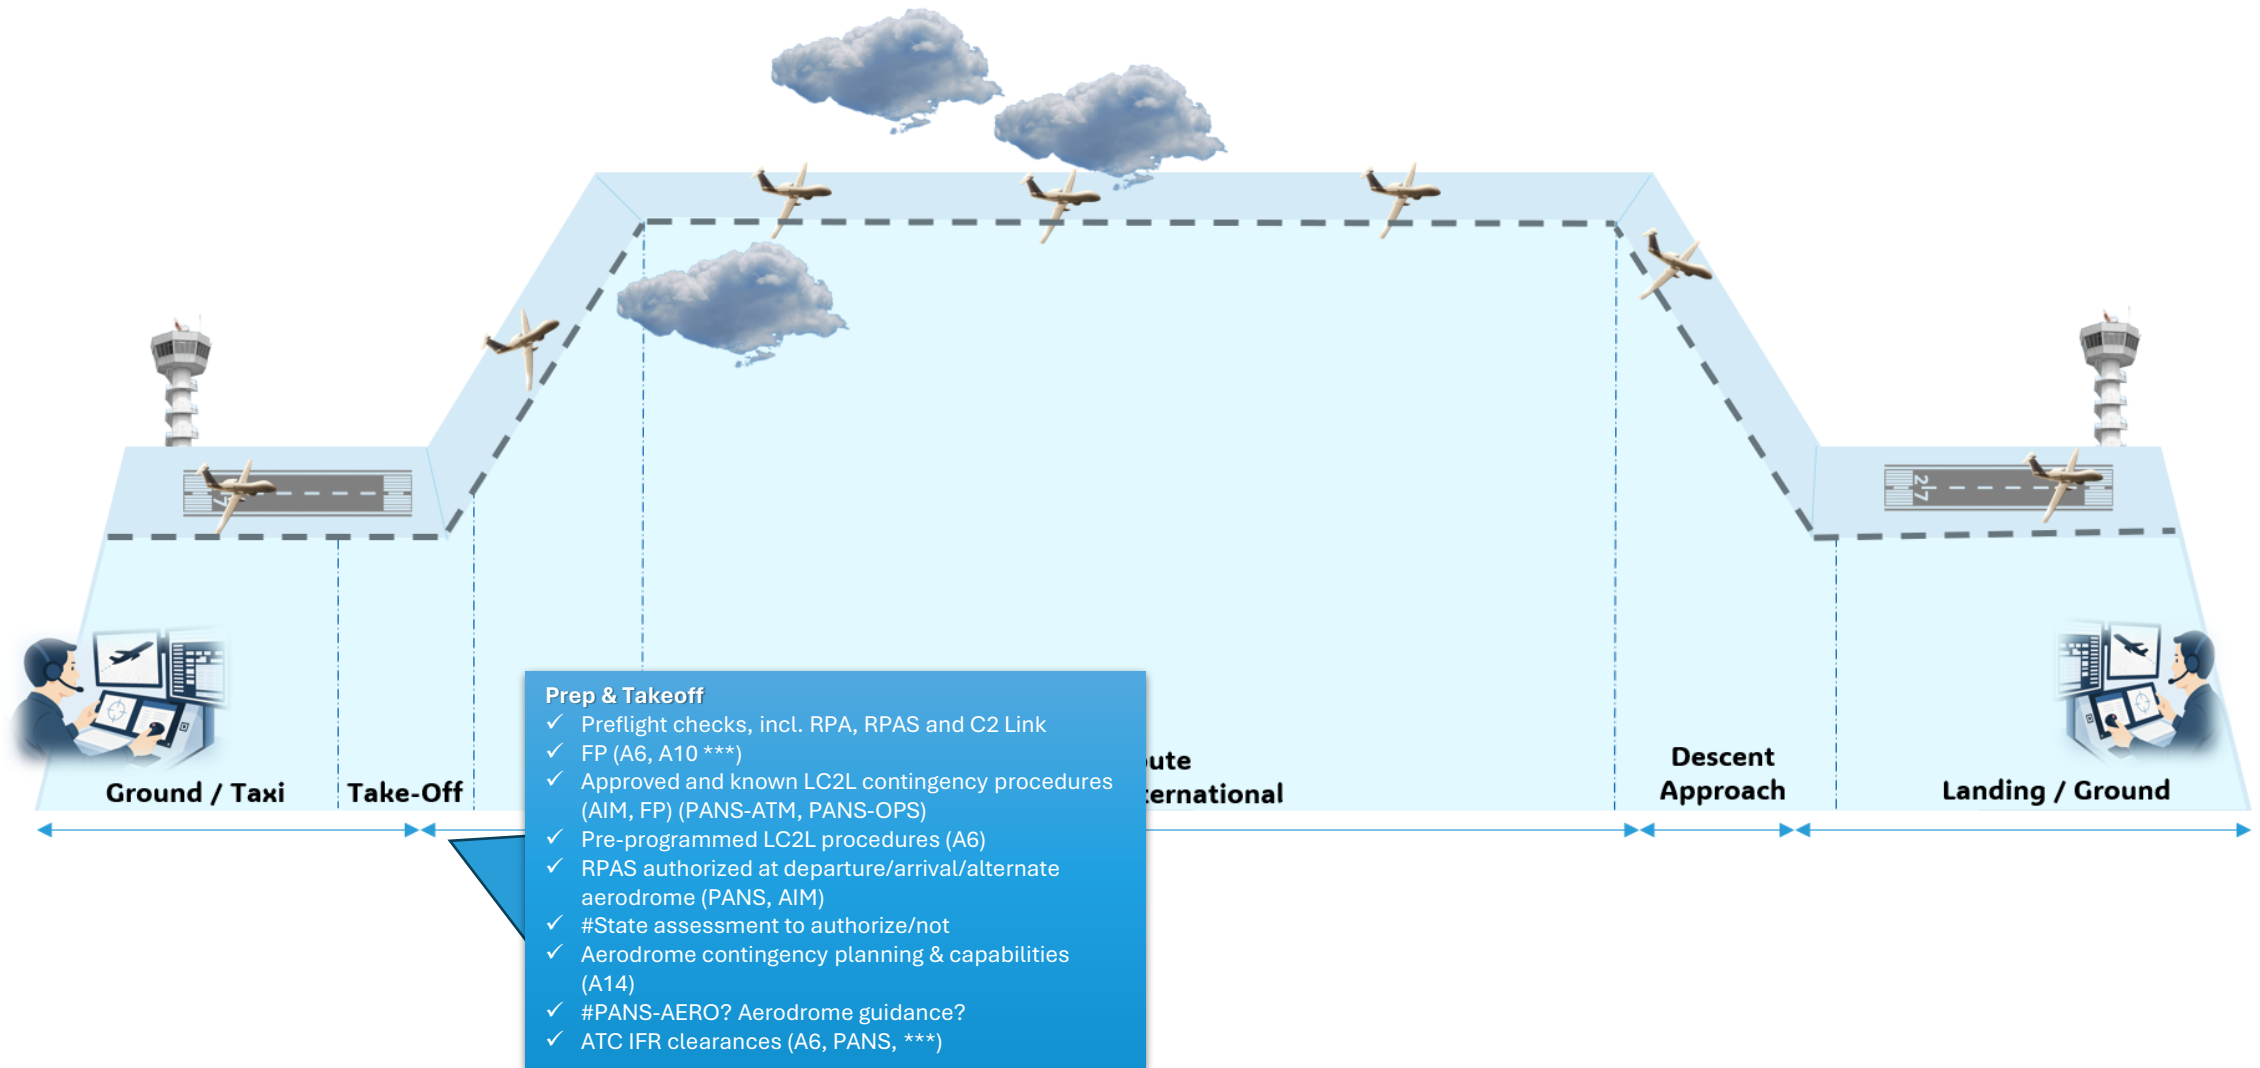 27
Prep & Takeoff
✓ Preflight checks, incl. RPA, RPAS and C2 Link
✓ FP (A6, A10 ***)
✓ Approved and known LC2L contingency procedures
(AIM, FP) (PANS-ATM, PANS-OPS)
✓ Pre-programmed LC2L procedures (A6)
✓ RPAS authorized at departure/arrival/alternate
aerodrome (PANS, AIM)
✓ #State assessment to authorize/not
✓ Aerodrome contingency planning & capabilities
(A14)
✓ #PANS-AERO? Aerodrome guidance?
✓ ATC IFR clearances (A6, PANS, ***)
Ground / Taxi
Take-Off
Descent
Approach
Landing / Ground